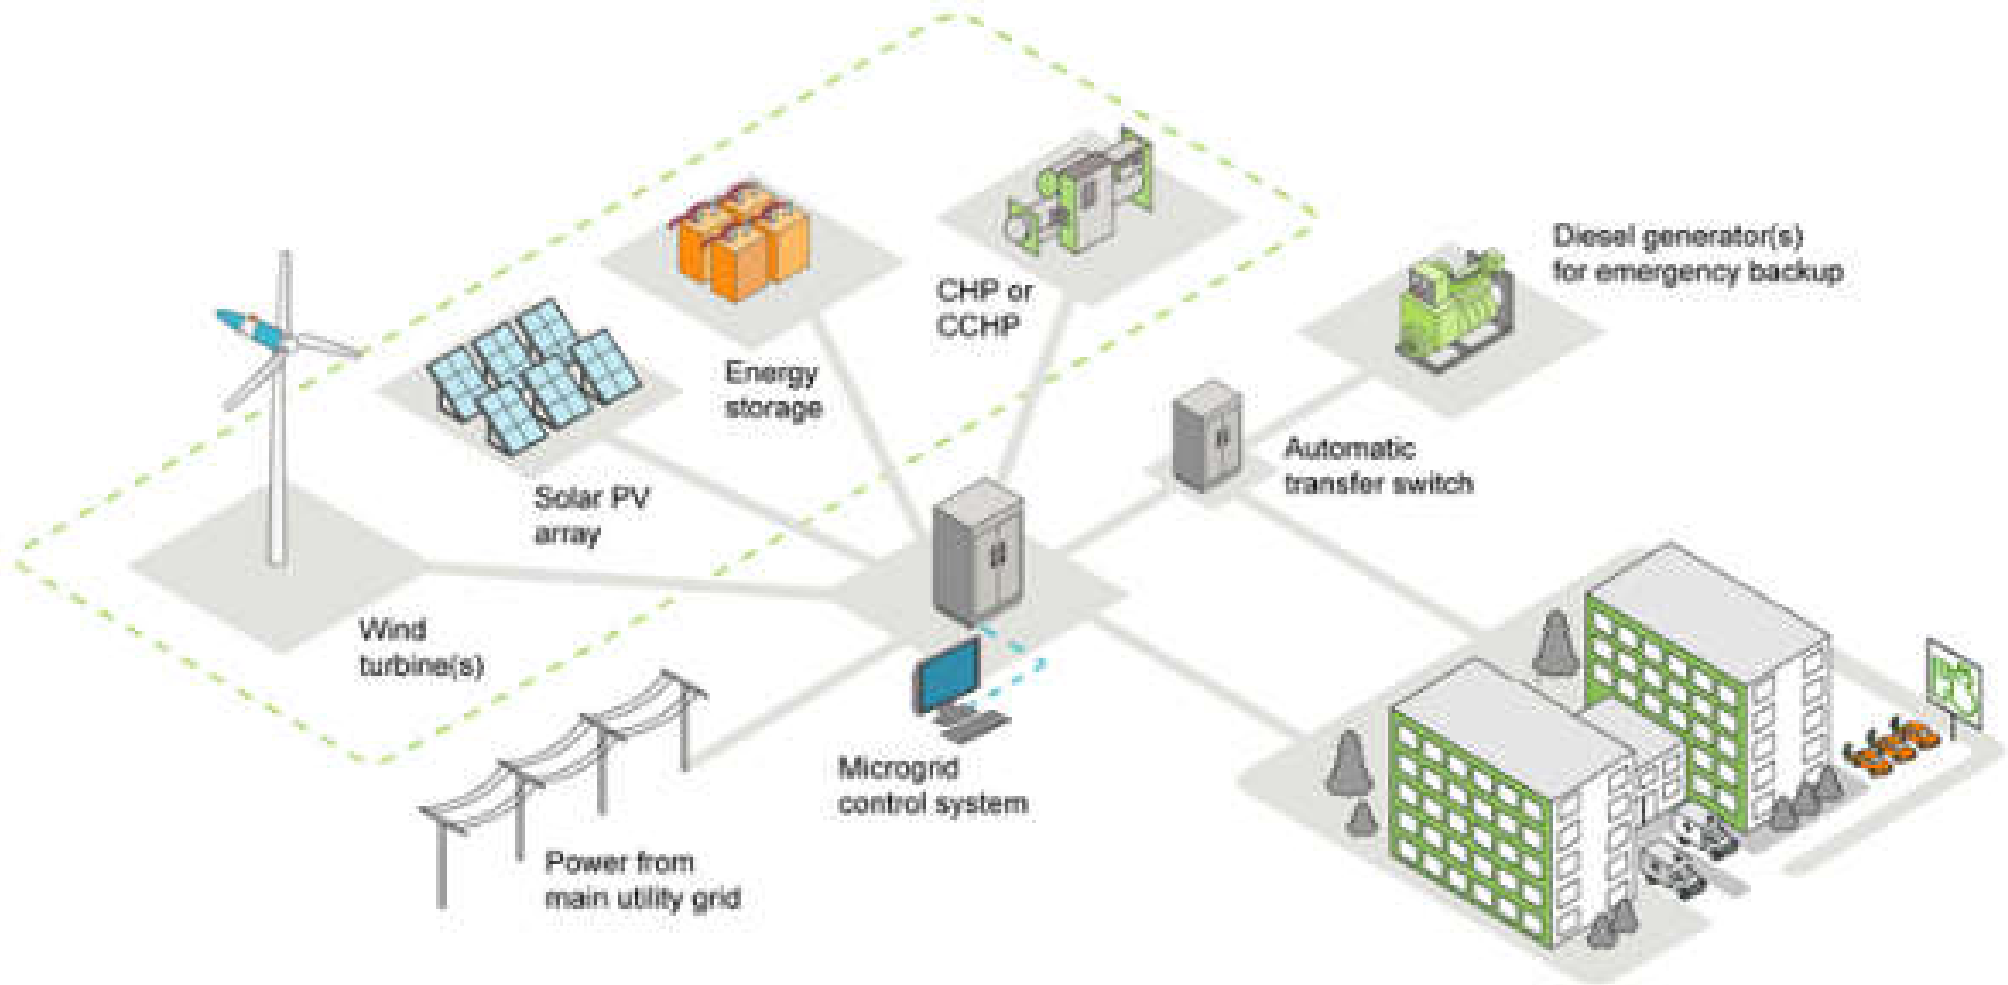 Diesel generator(s)
for emergency backup
CHP or
CCHP
Energy
storage
Automatic
transfer switch
Solar PV
array
Wind
turbine(s)
Microgrid
control system
Power from
main utility grid